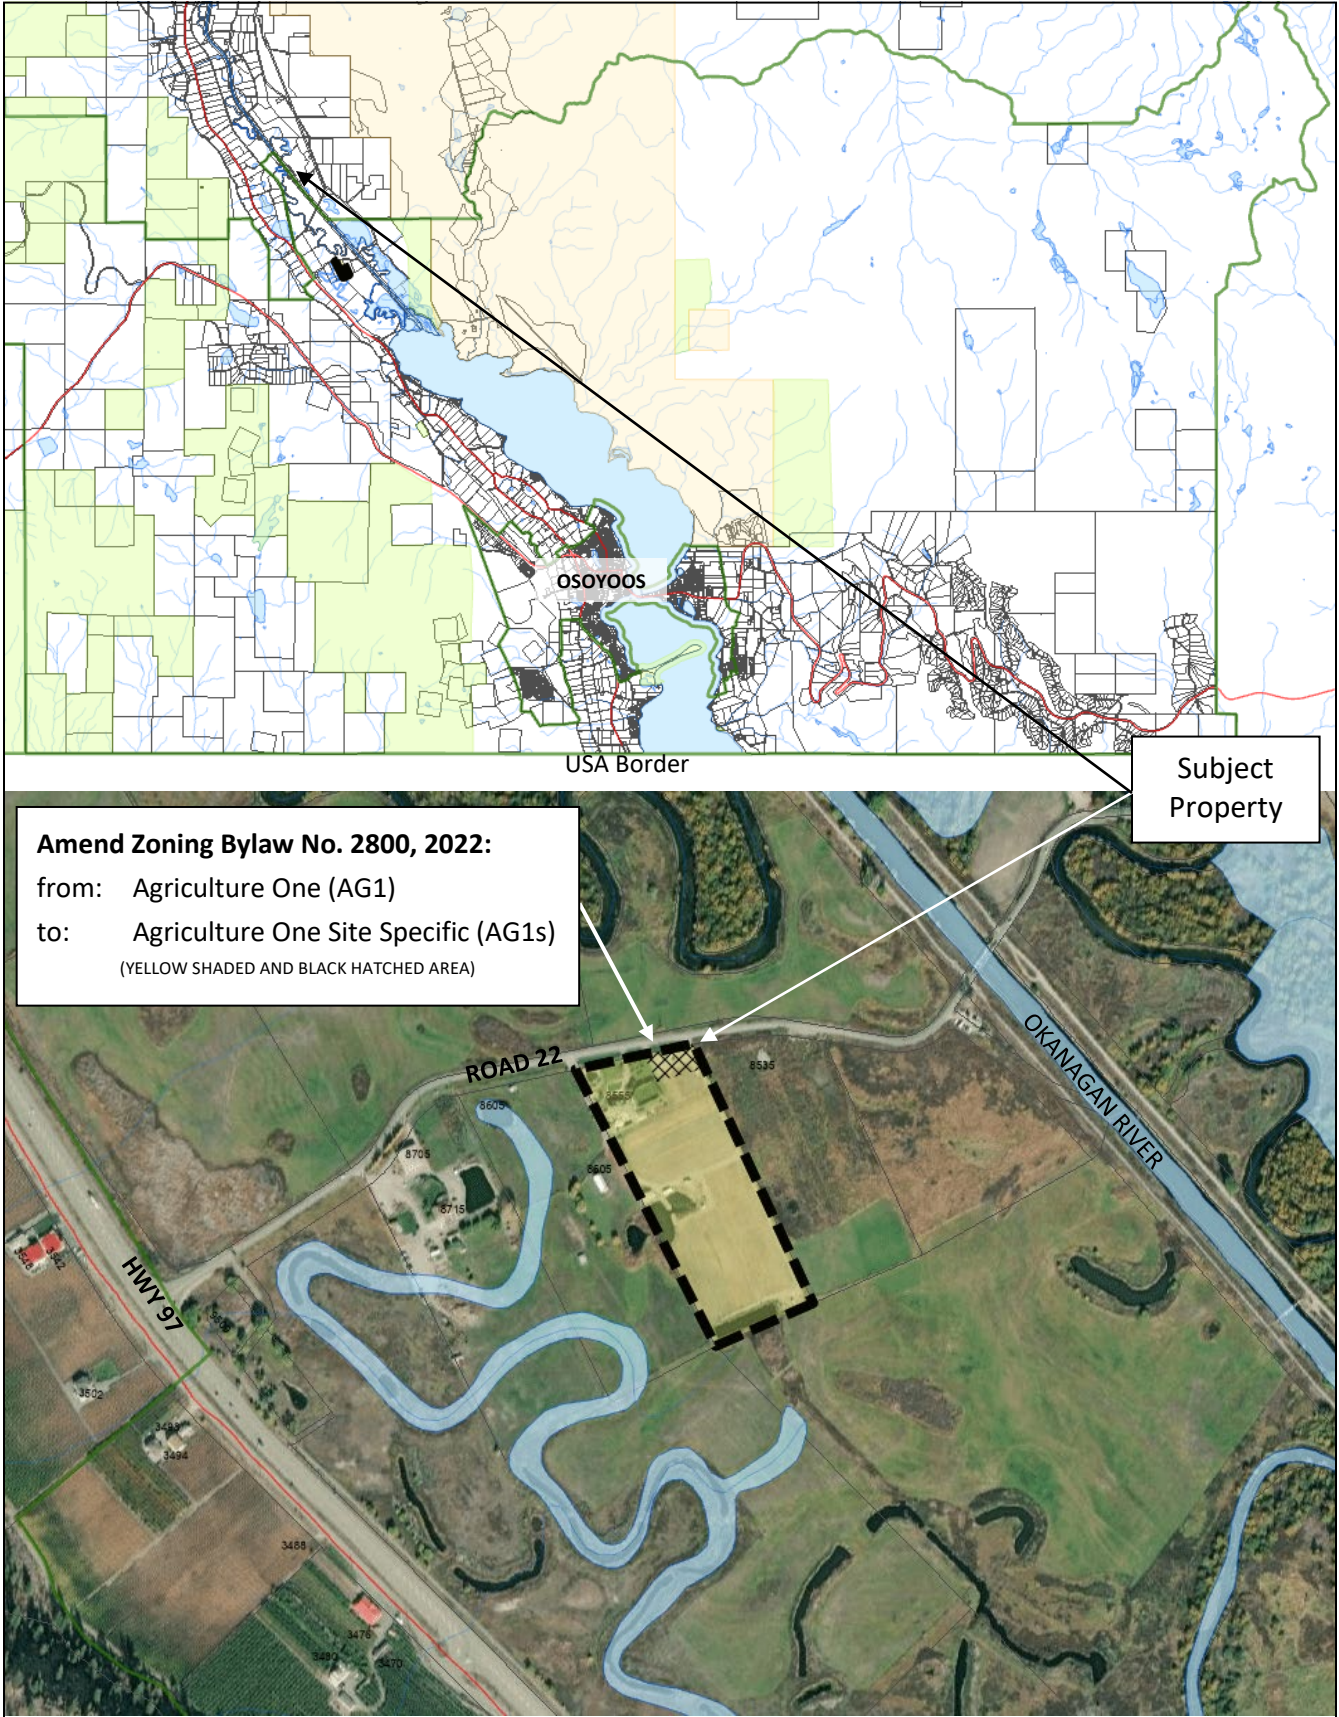 OSOYOOS
USA Border
Subject
Property
Amend Zoning Bylaw No. 2800, 2022:
from: Agriculture One (AG1)
to: Agriculture One Site Specific (AG1s)
(YELLOW SHADED AND BLACK HATCHED AREA)
ROAD 22
OKANAGAN RIVER
HWY 97
8535
8605
8705
8605
8715
3502
3494
3488
3476
3470